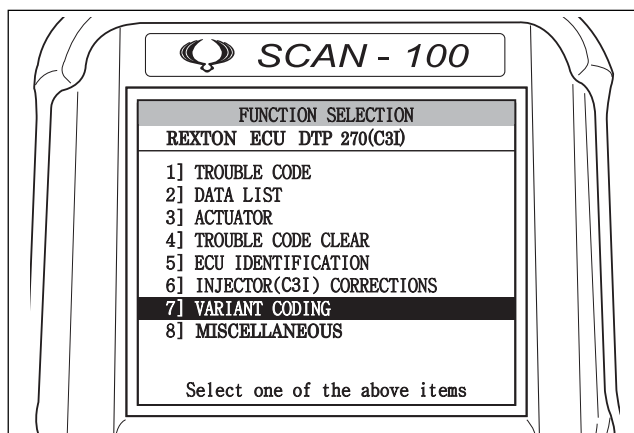 SCAN - 100
FUNCTION SELECTION
REXTON ECU DTP 270(C3I)
1] TROUBLE CODE
2] DATA LIST
3] ACTUATOR
4] TROUBLE CODE CLEAR
5] ECU IDENTIFICATION
6] INJECTOR(C3I) CORRECTIONS
7] VARIANT CODING
8] MISCELLANEOUS
Select one of the above items